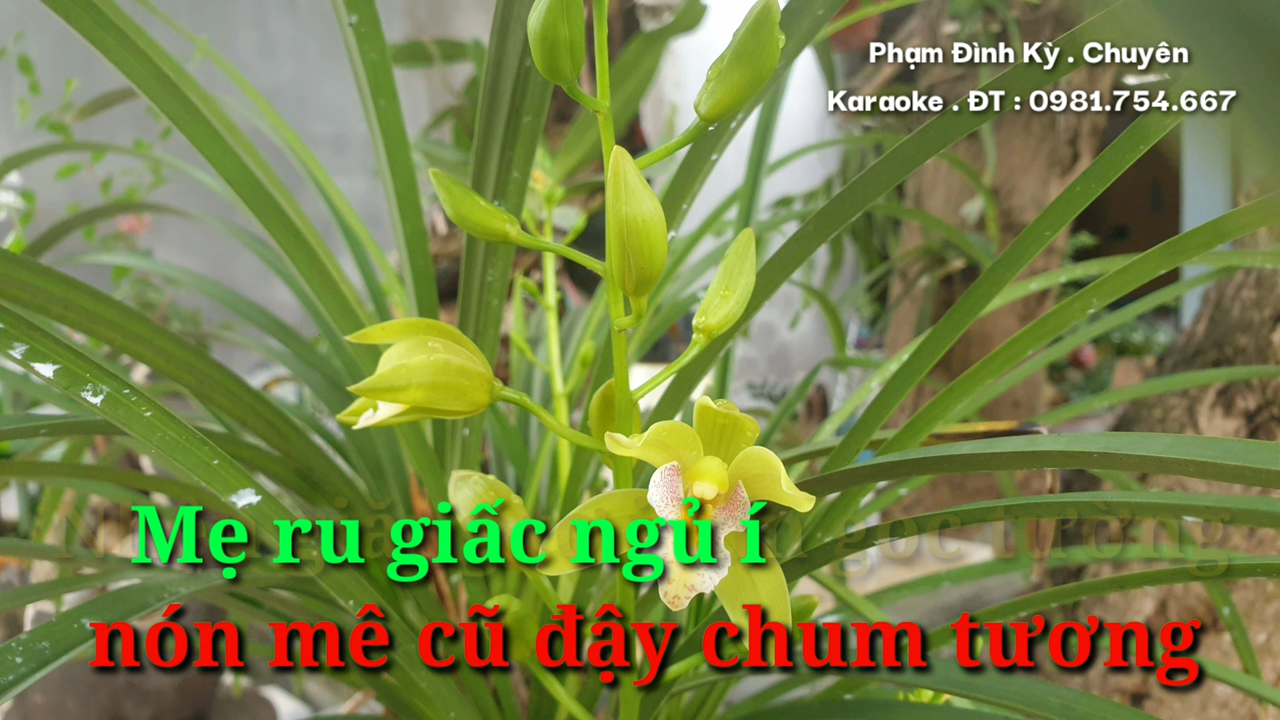 Phạm Đình Kỳ . Chuyên
Karaoke . ĐT : 0981.754.667
Mẹ ru giấc ngủ í
nón mê cũ đậy chum tương